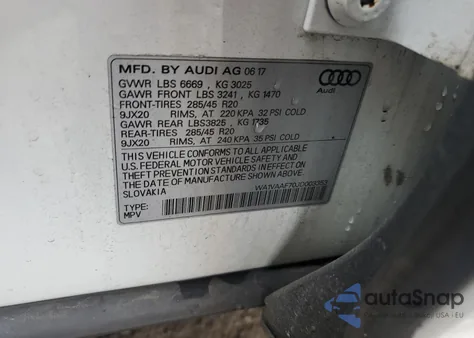 MFD. BY AUDI AG 06 17
GVWR LBS 6669 , KG 3025
GAWR FRONT LBS 3241 , KG 1470
FRONT-TIRES 285/45 R20
9JX20 RIMS, AT 220 KPA 32 PSI COLD
GAWR REAR LBS3825 , KG 1735
REAR-TIRES 285/45 R20
9JX20 RIMS, AT 240 KPA 35 PSI COLD
THIS VEHICLE CONFORMS TO ALL APPLICABLE
U.S.FEDERAL MOTOR VEHICLE SAFETY AND
THEFT PREVENTION STANDARDS IN EFFECT ON
THE DATE OF MANUFACTURE SHOWN ABOVE
SLOVAKIA
TYPE:
MPV
Audi
autoSnap